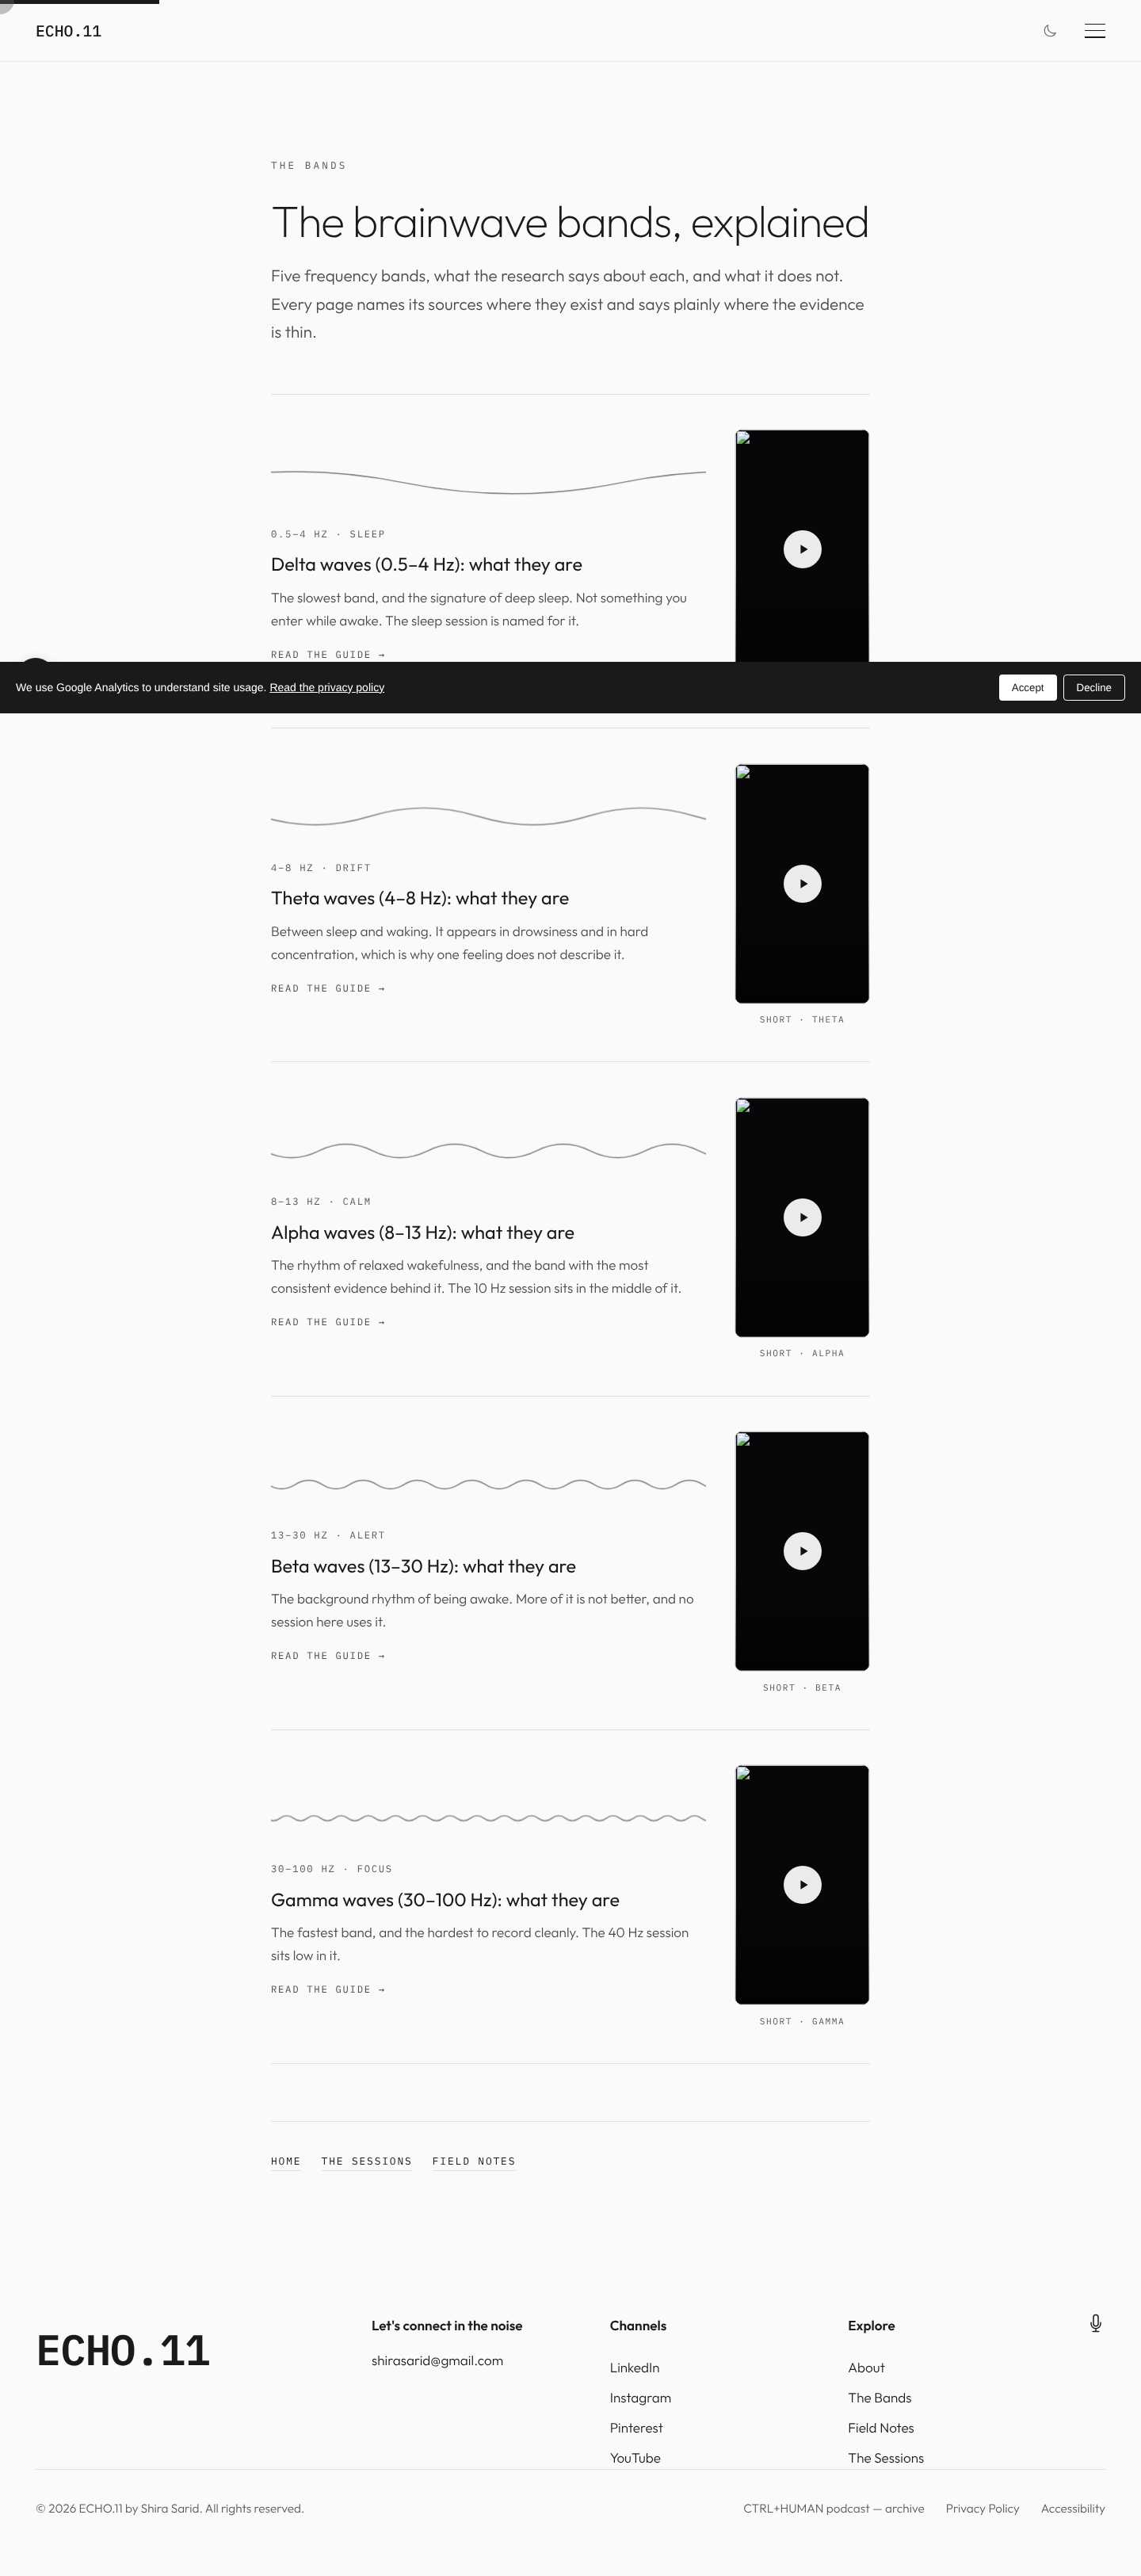 ECHO.11
THE BANDS
The brainwave bands, explained
Five frequency bands, what the research says about each, and what it does not.
Every page names its sources where they exist and says plainly where the evidence
is thin.
0.5–4 HZ · SLEEP
Delta waves (0.5–4 Hz): what they are
The slowest band, and the signature of deep sleep. Not something you
enter while awake. The sleep session is named for it.
READ THE GUIDE →
We use Google Analytics to understand site usage. Read the privacy policy
Accept
Decline
4–8 HZ · DRIFT
Theta waves (4–8 Hz): what they are
Between sleep and waking. It appears in drowsiness and in hard
concentration, which is why one feeling does not describe it.
READ THE GUIDE →
SHORT · THETA
8–13 HZ · CALM
Alpha waves (8–13 Hz): what they are
The rhythm of relaxed wakefulness, and the band with the most
consistent evidence behind it. The 10 Hz session sits in the middle of it.
READ THE GUIDE →
SHORT · ALPHA
13–30 HZ · ALERT
Beta waves (13–30 Hz): what they are
The background rhythm of being awake. More of it is not better, and no
session here uses it.
READ THE GUIDE →
SHORT · BETA
30–100 HZ · FOCUS
Gamma waves (30–100 Hz): what they are
The fastest band, and the hardest to record cleanly. The 40 Hz session
sits low in it.
READ THE GUIDE →
SHORT · GAMMA
HOME
THE SESSIONS
FIELD NOTES
ECHO.11
Let's connect in the noise
shirasarid@gmail.com
Channels
LinkedIn
Instagram
Pinterest
YouTube
Explore
About
The Bands
Field Notes
The Sessions
© 2026 ECHO.11 by Shira Sarid. All rights reserved.
CTRL+HUMAN podcast — archive
Privacy Policy
Accessibility